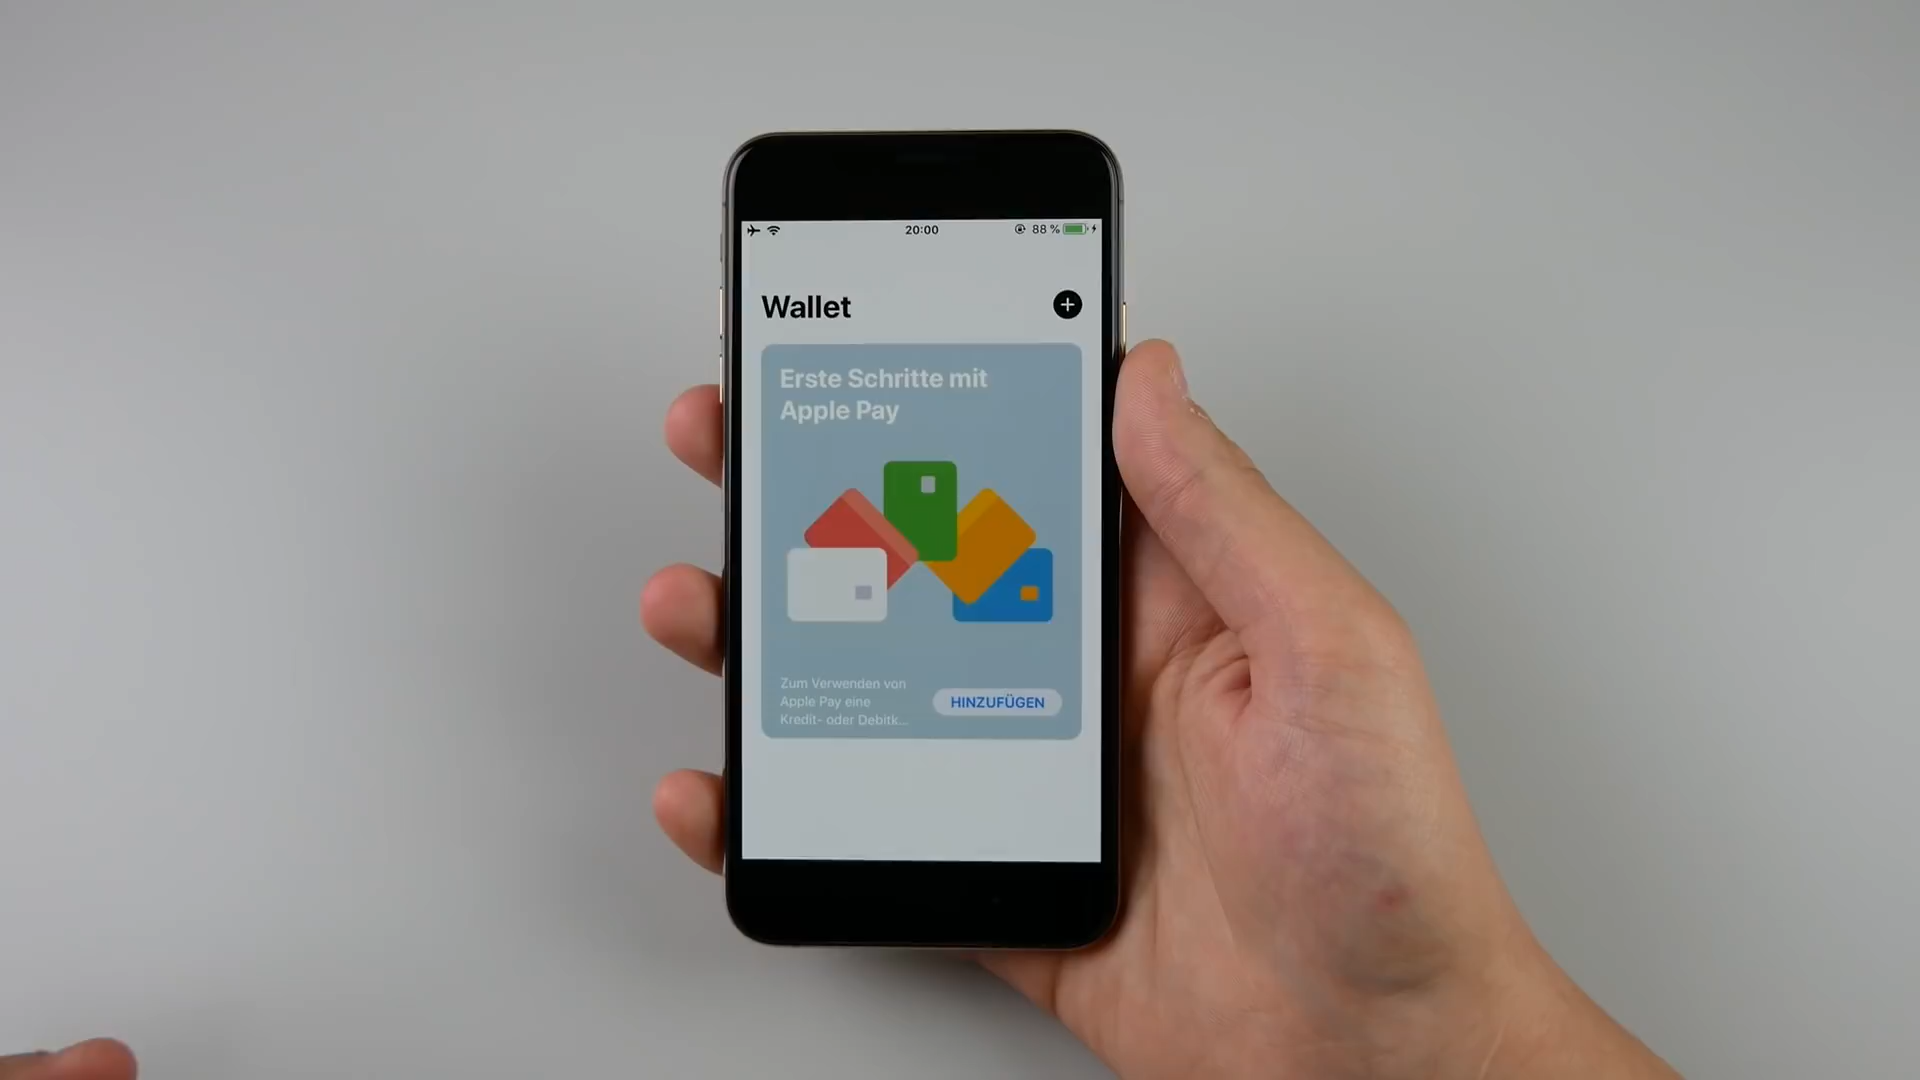 20:00 88 %
Wallet
Erste Schritte mit
Apple Pay
Zum Verwenden von
Apple Pay eine
Kredit- oder Debitk...
HINZUFÜGEN